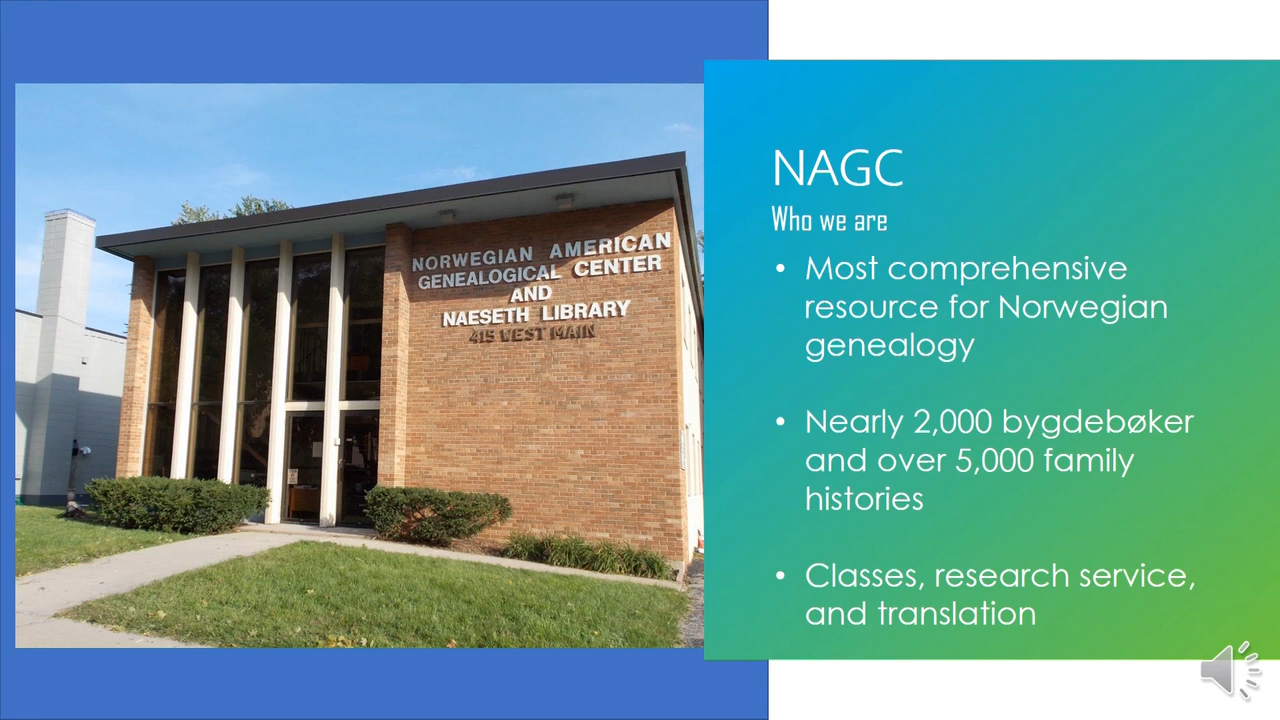 NORWEGIAN AMERICAN
GENEALOGICAL CENTER
AND
NAESETH LIBRARY
415 WEST MAIN
NAGC
Who we are
• Most comprehensive
resource for Norwegian
genealogy
• Nearly 2,000 bygdebøker
and over 5,000 family
histories
• Classes, research service,
and translation